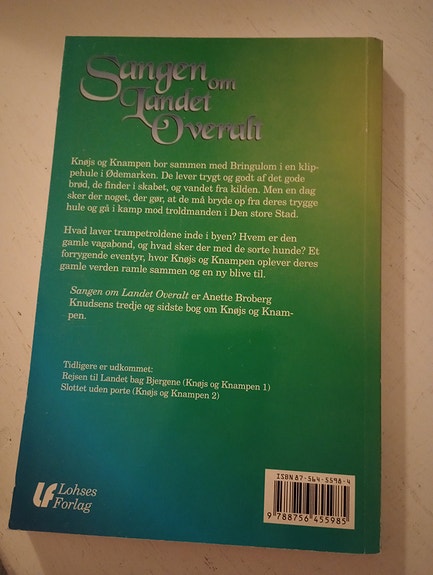 Sangen om
Landet
Overalt
Knøjs og Knampen bor sammen med Bringulom i en klip-
pehule i Ødemarken. De lever trygt og godt af det gode
brød, de finder i skabet, og vandet fra kilden. Men en dag
sker der noget, der gør, at de må bryde op fra deres trygge
hule og gå i kamp mod troldmanden i Den store Stad.
Hvad laver trampetroldene inde i byen? Hvem er den
gamle vagabond, og hvad sker der med de sorte hunde? Et
forrygende eventyr, hvor Knøjs og Knampen oplever deres
gamle verden ramle sammen og en ny blive til.
Sangen om Landet Overalt er Anette Broberg
Knudsens tredje og sidste bog om Knøjs og Knam-
pen.
Tidligere er udkommet:
Rejsen til Landet bag Bjergene (Knøjs og Knampen 1)
Slottet uden porte (Knøjs og Knampen 2)
LF Lohses
Forlag
ISBN 87-564-5598-4
9 788756 455985